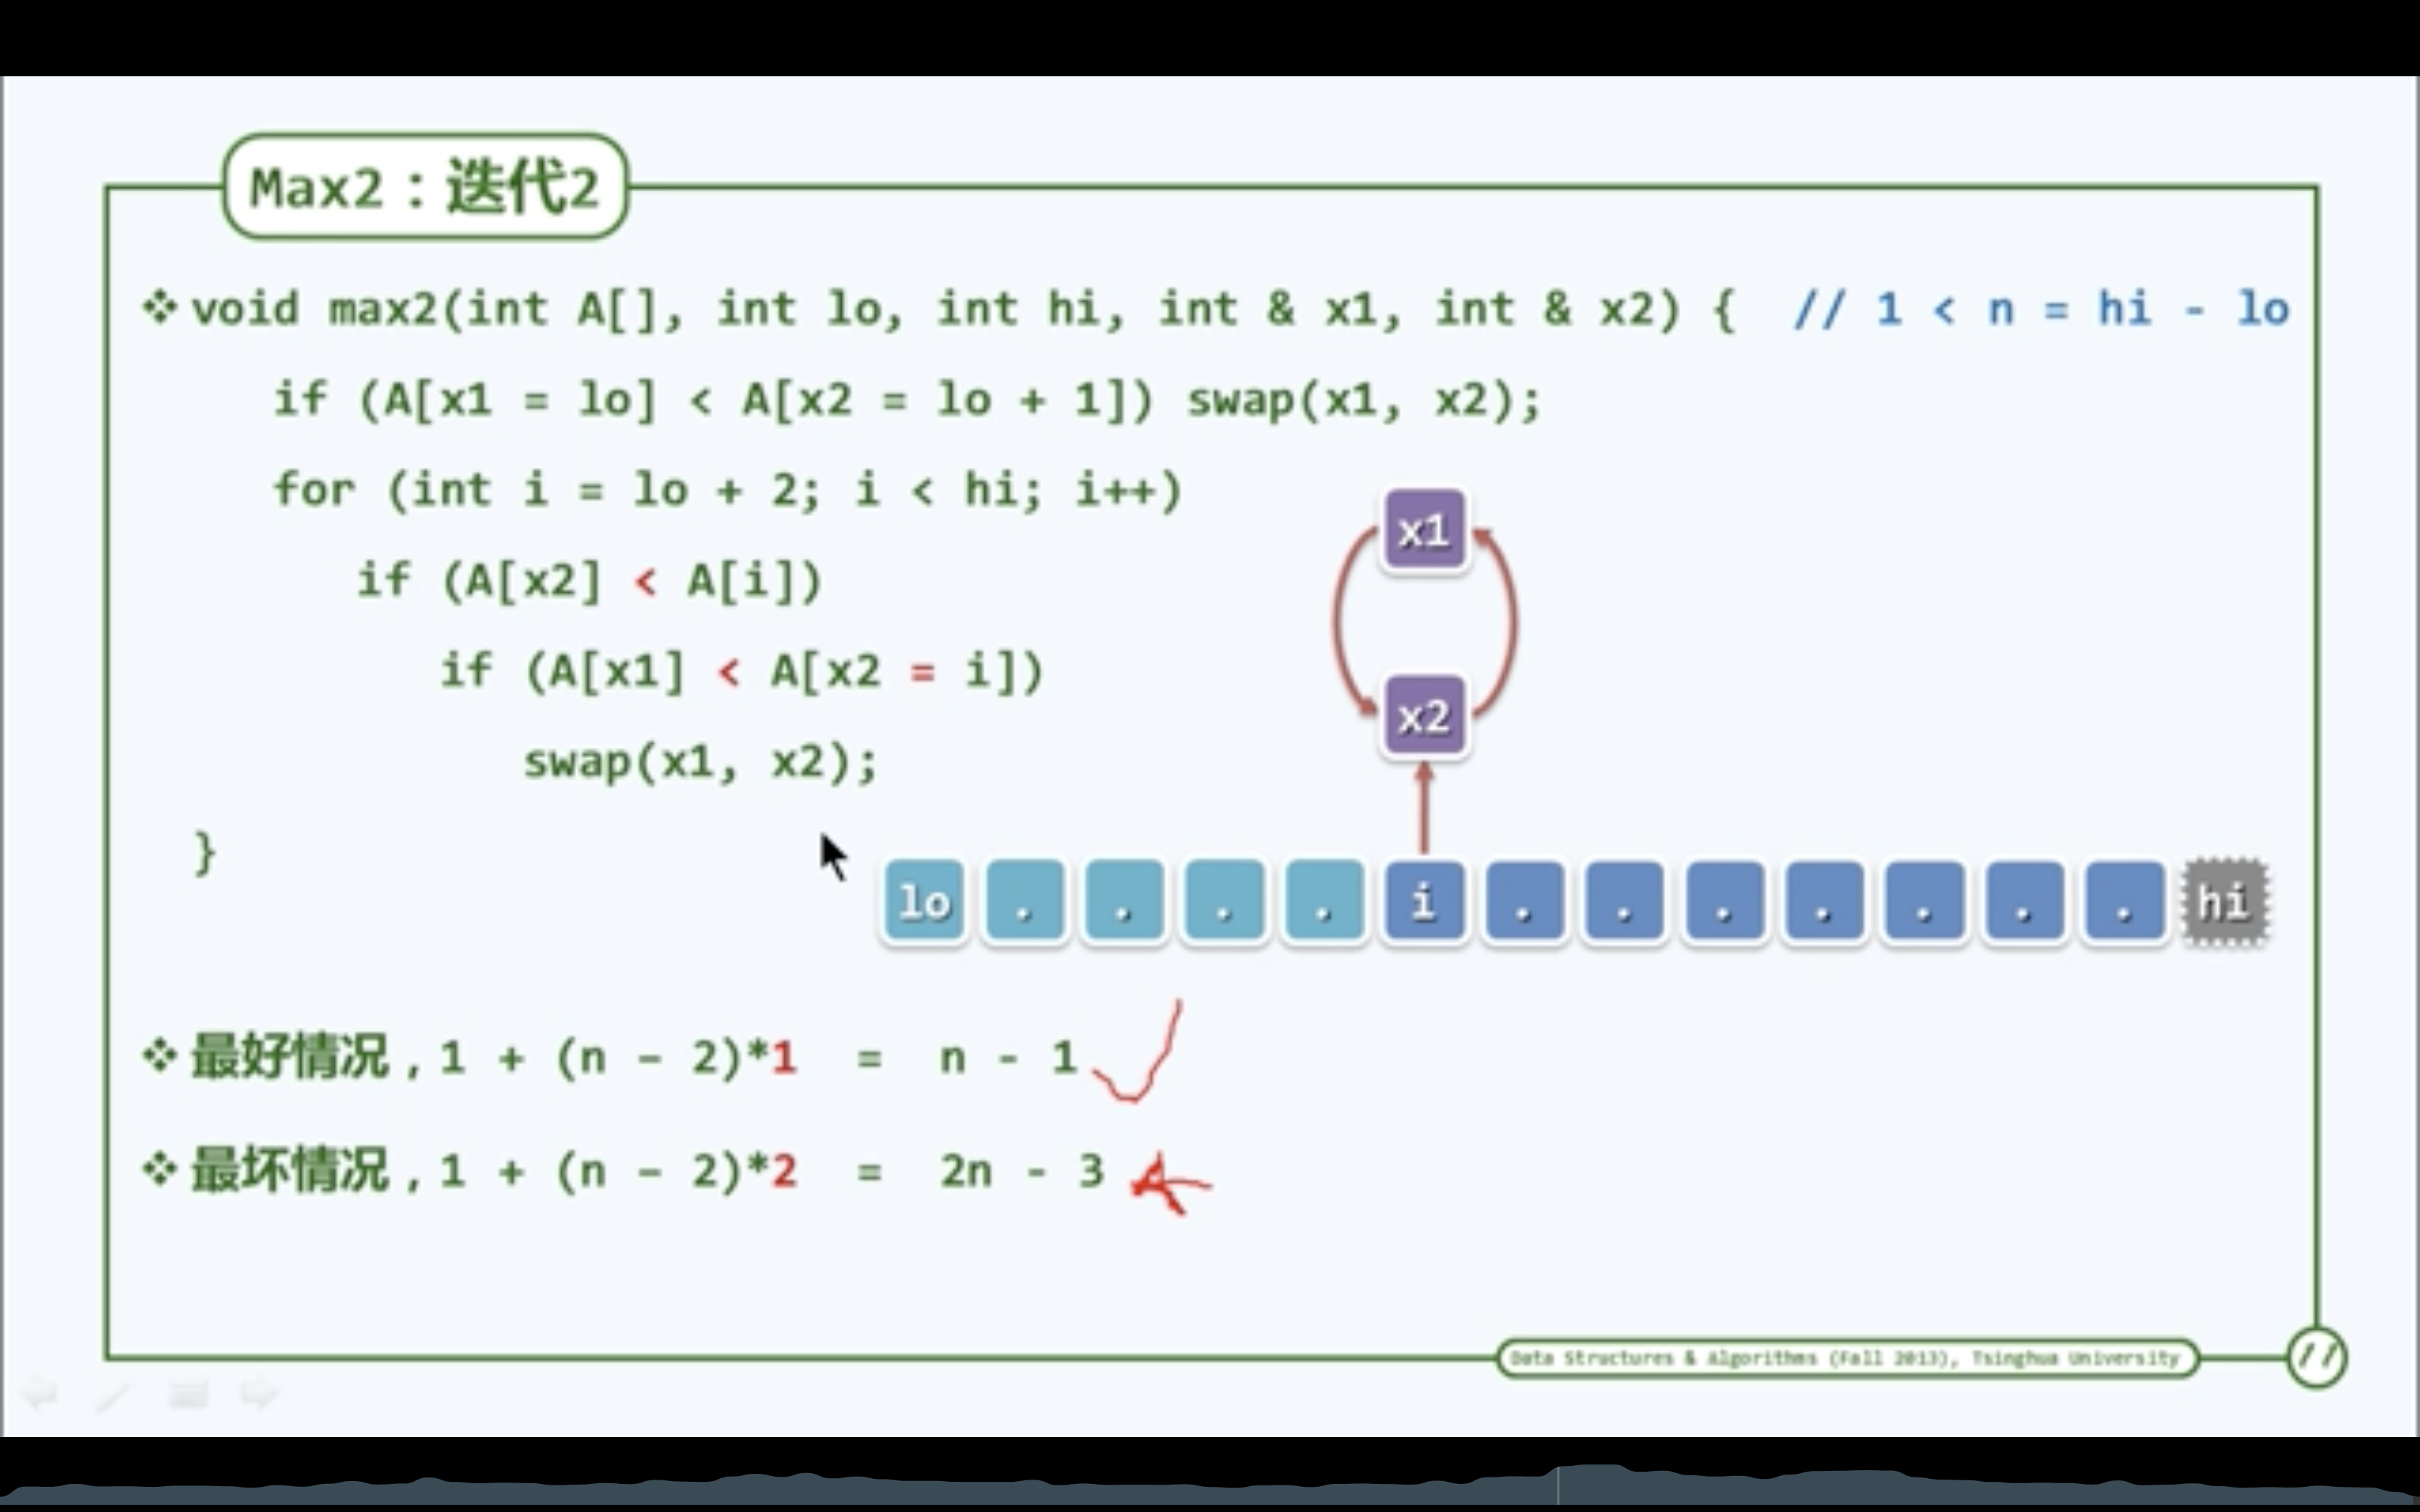 Max2：迭代2
void max2(int A[], int lo, int hi, int & x1, int & x2) { // 1 < n = hi - lo
if (A[x1 = lo] < A[x2 = lo + 1]) swap(x1, x2);
for (int i = lo + 2; i < hi; i++)
if (A[x2] < A[i])
if (A[x1] < A[x2 = i])
swap(x1, x2);
}
x1
x2
lo . . . . i . . . . . . . hi
最好情况，1 + (n - 2)*1 = n - 1
最坏情况，1 + (n - 2)*2 = 2n - 3
Data Structures & Algorithms (Fall 2013), Tsinghua University